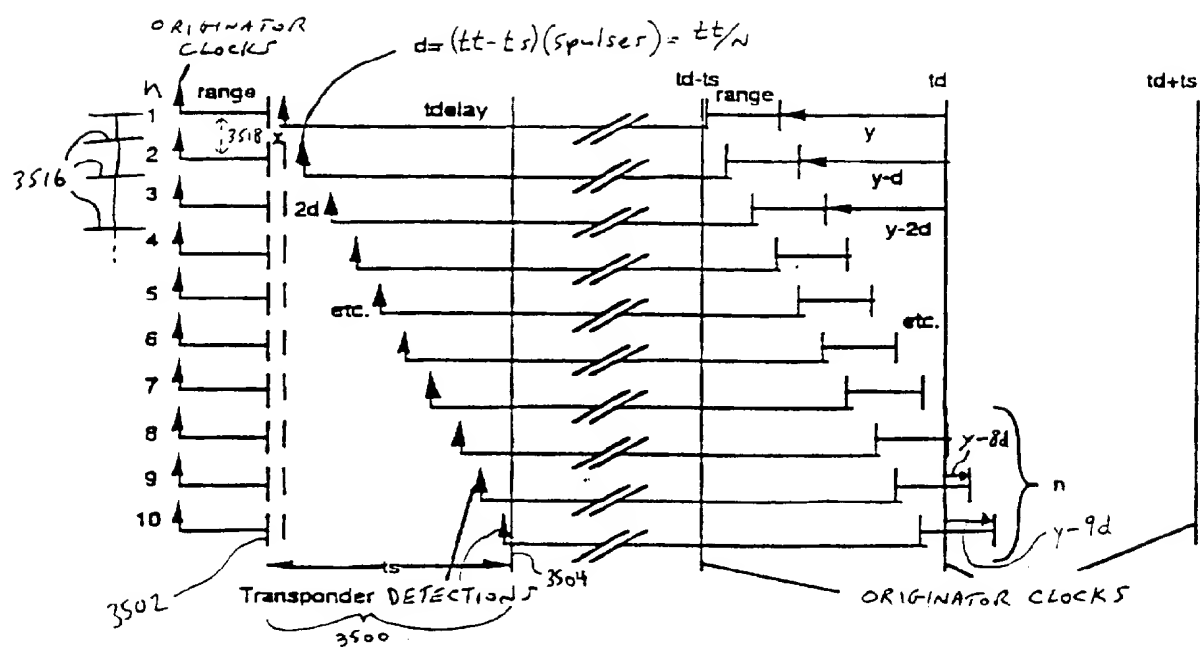 ORIGINATOR CLOCKS
d=(tt-ts)(5pulses)= tt/N
td-ts
td
td+ts
n
range
tdelay
range
1
3518
x
y
2
y-d
3516
3
2d
y-2d
4
5
etc.
etc.
6
7
8
y-8d
9
n
10
y-9d
ts
3504
3502
Transponder DETECTIONS
ORIGINATOR CLOCKS
3500